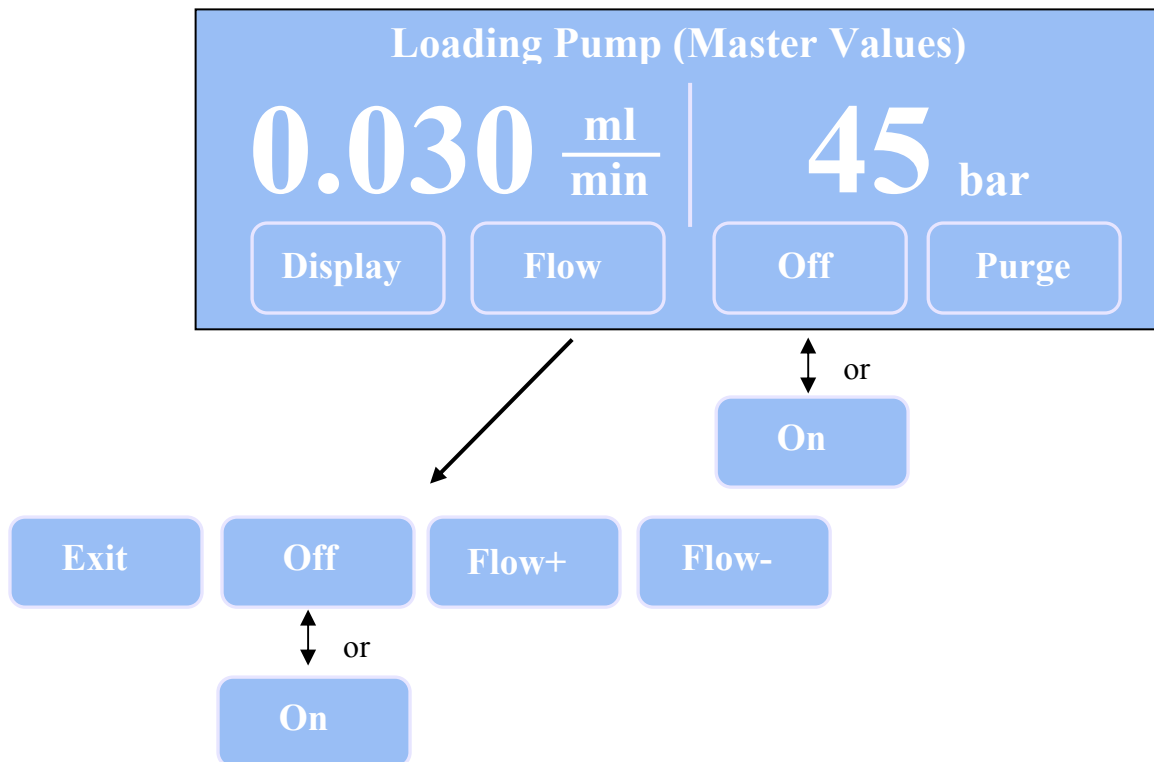 Loading Pump (Master Values)
0.030 ml/min 45 bar
Display Flow Off Purge
or
On
Exit Off Flow+ Flow-
or
On